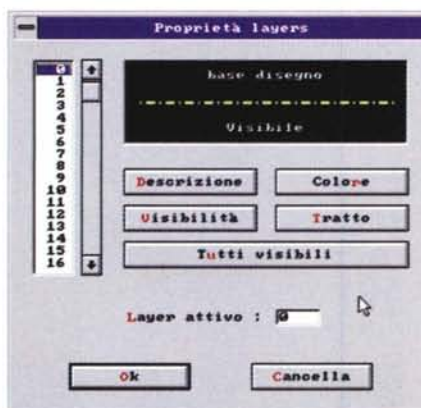 Proprietà layers
0
1
2
3
4
5
6
7
8
9
10
11
12
13
14
15
16
base disegno
Visibile
Descrizione
Colore
Visibilità
Tratto
Tutti visibili
Layer attivo : 0
Ok
Cancella